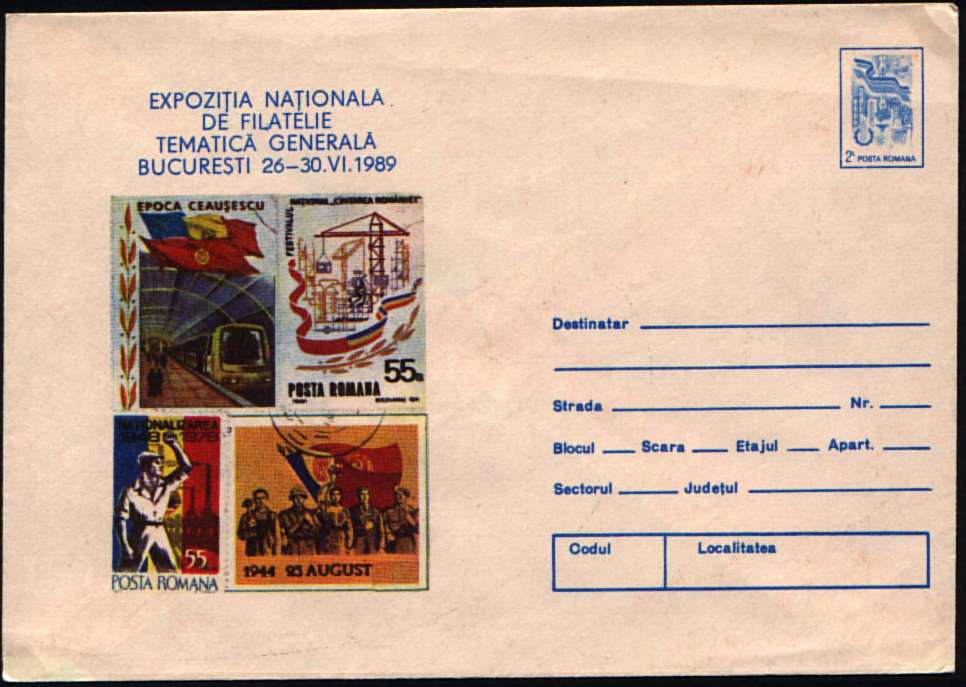 EXPOZIȚIA NAȚIONALĂ
DE FILATELIE
TEMATICĂ GENERALĂ
BUCUREȘTI 26–30.VI.1989
2L POSTA ROMANA
EPOCA CEAUȘESCU
FESTIVALUL
NAȚIONAL „CÎNTAREA ROMÂNIEI”
55
POSTA ROMANA
NATIONALIZAREA
1948 1978
55
POSTA ROMANA
1944 23 AUGUST
Destinatar
Strada Nr.
Blocul Scara Etajul Apart.
Sectorul Județul
Codul Localitatea